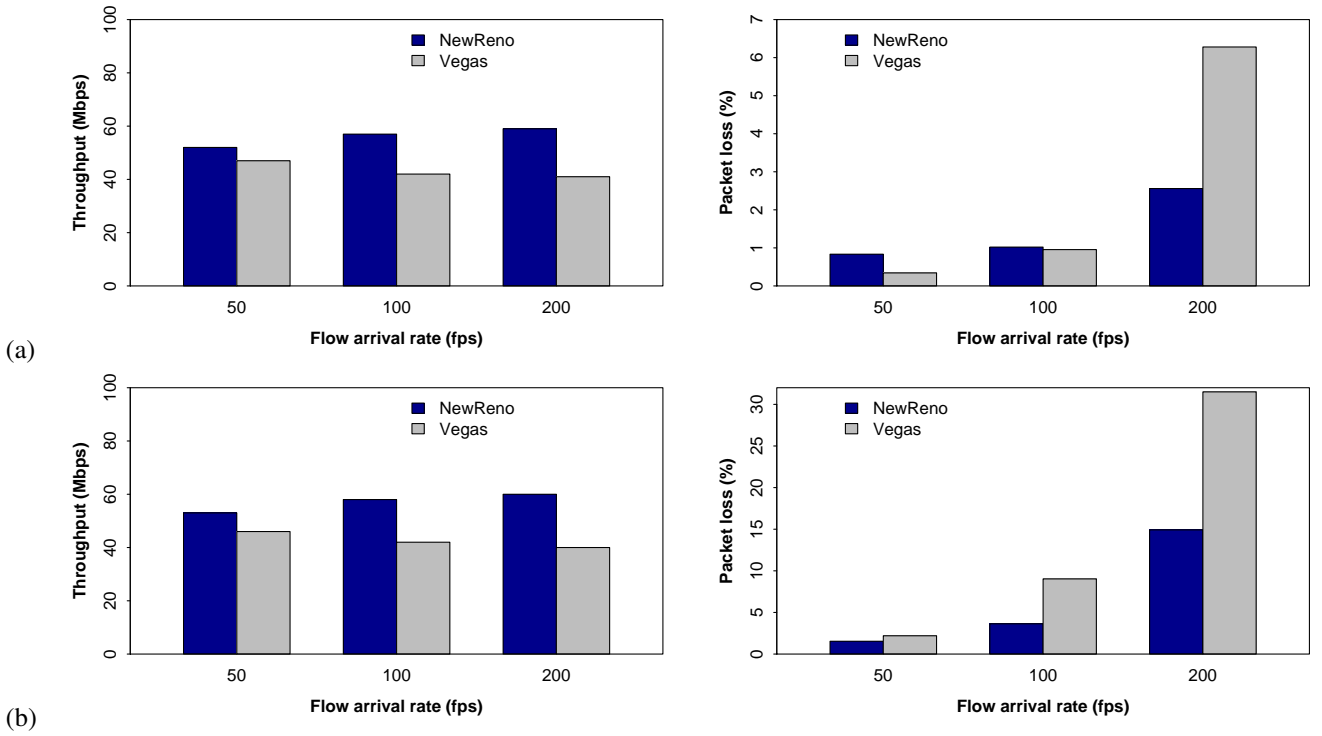 Throughput (Mbps)
0 20 40 60 80 100
NewReno
Vegas
50 100 200
Flow arrival rate (fps)
Packet loss (%)
0 1 2 3 4 5 6 7
NewReno
Vegas
50 100 200
Flow arrival rate (fps)
(a)
Throughput (Mbps)
0 20 40 60 80 100
NewReno
Vegas
50 100 200
Flow arrival rate (fps)
Packet loss (%)
0 5 10 15 20 25 30
NewReno
Vegas
50 100 200
Flow arrival rate (fps)
(b)